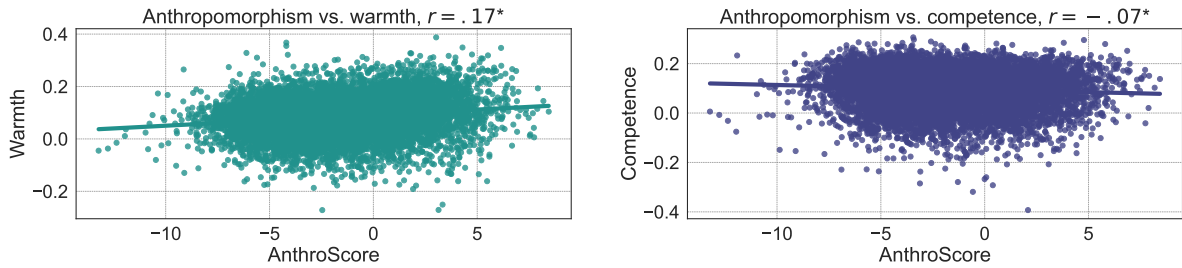 Anthropomorphism vs. warmth, r = .17*
0.4
0.2
0.0
−0.2
Warmth
−10
−5
0
5
AnthroScore
Anthropomorphism vs. competence, r = −.07*
0.2
0.0
−0.2
−0.4
Competence
−10
−5
0
5
AnthroScore